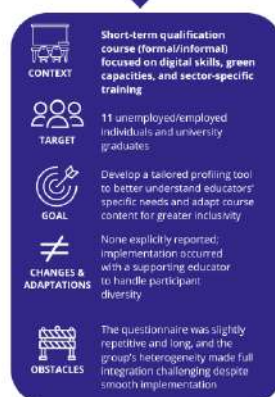 CONTEXT
Short-term qualification
course (formal/informal)
focused on digital skills, green
capacities, and sector-specific
training
TARGET
11 unemployed/employed
individuals and university
graduates
GOAL
Develop a tailored profiling tool
to better understand educators'
specific needs and adapt course
content for greater inclusivity
CHANGES &
ADAPTATIONS
None explicitly reported;
implementation occurred
with a supporting educator
to handle participant
diversity
OBSTACLES
The questionnaire was slightly
repetitive and long, and the
group's heterogeneity made full
integration challenging despite
smooth implementation